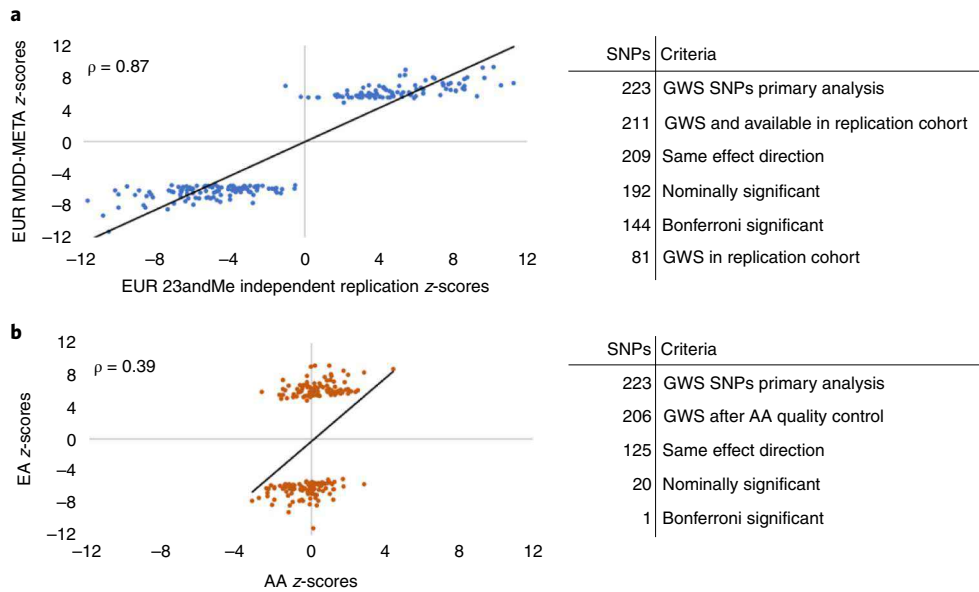 a
12
8
4
0
−4
−8
−12
EUR MDD-META z-scores
ρ = 0.87
−12 −8 −4 0 4 8 12
EUR 23andMe independent replication z-scores
SNPs Criteria
223 GWS SNPs primary analysis
211 GWS and available in replication cohort
209 Same effect direction
192 Nominally significant
144 Bonferroni significant
81 GWS in replication cohort
b
12
8
4
0
−4
−8
−12
EA z-scores
ρ = 0.39
−12 −8 −4 0 4 8 12
AA z-scores
SNPs Criteria
223 GWS SNPs primary analysis
206 GWS after AA quality control
125 Same effect direction
20 Nominally significant
1 Bonferroni significant